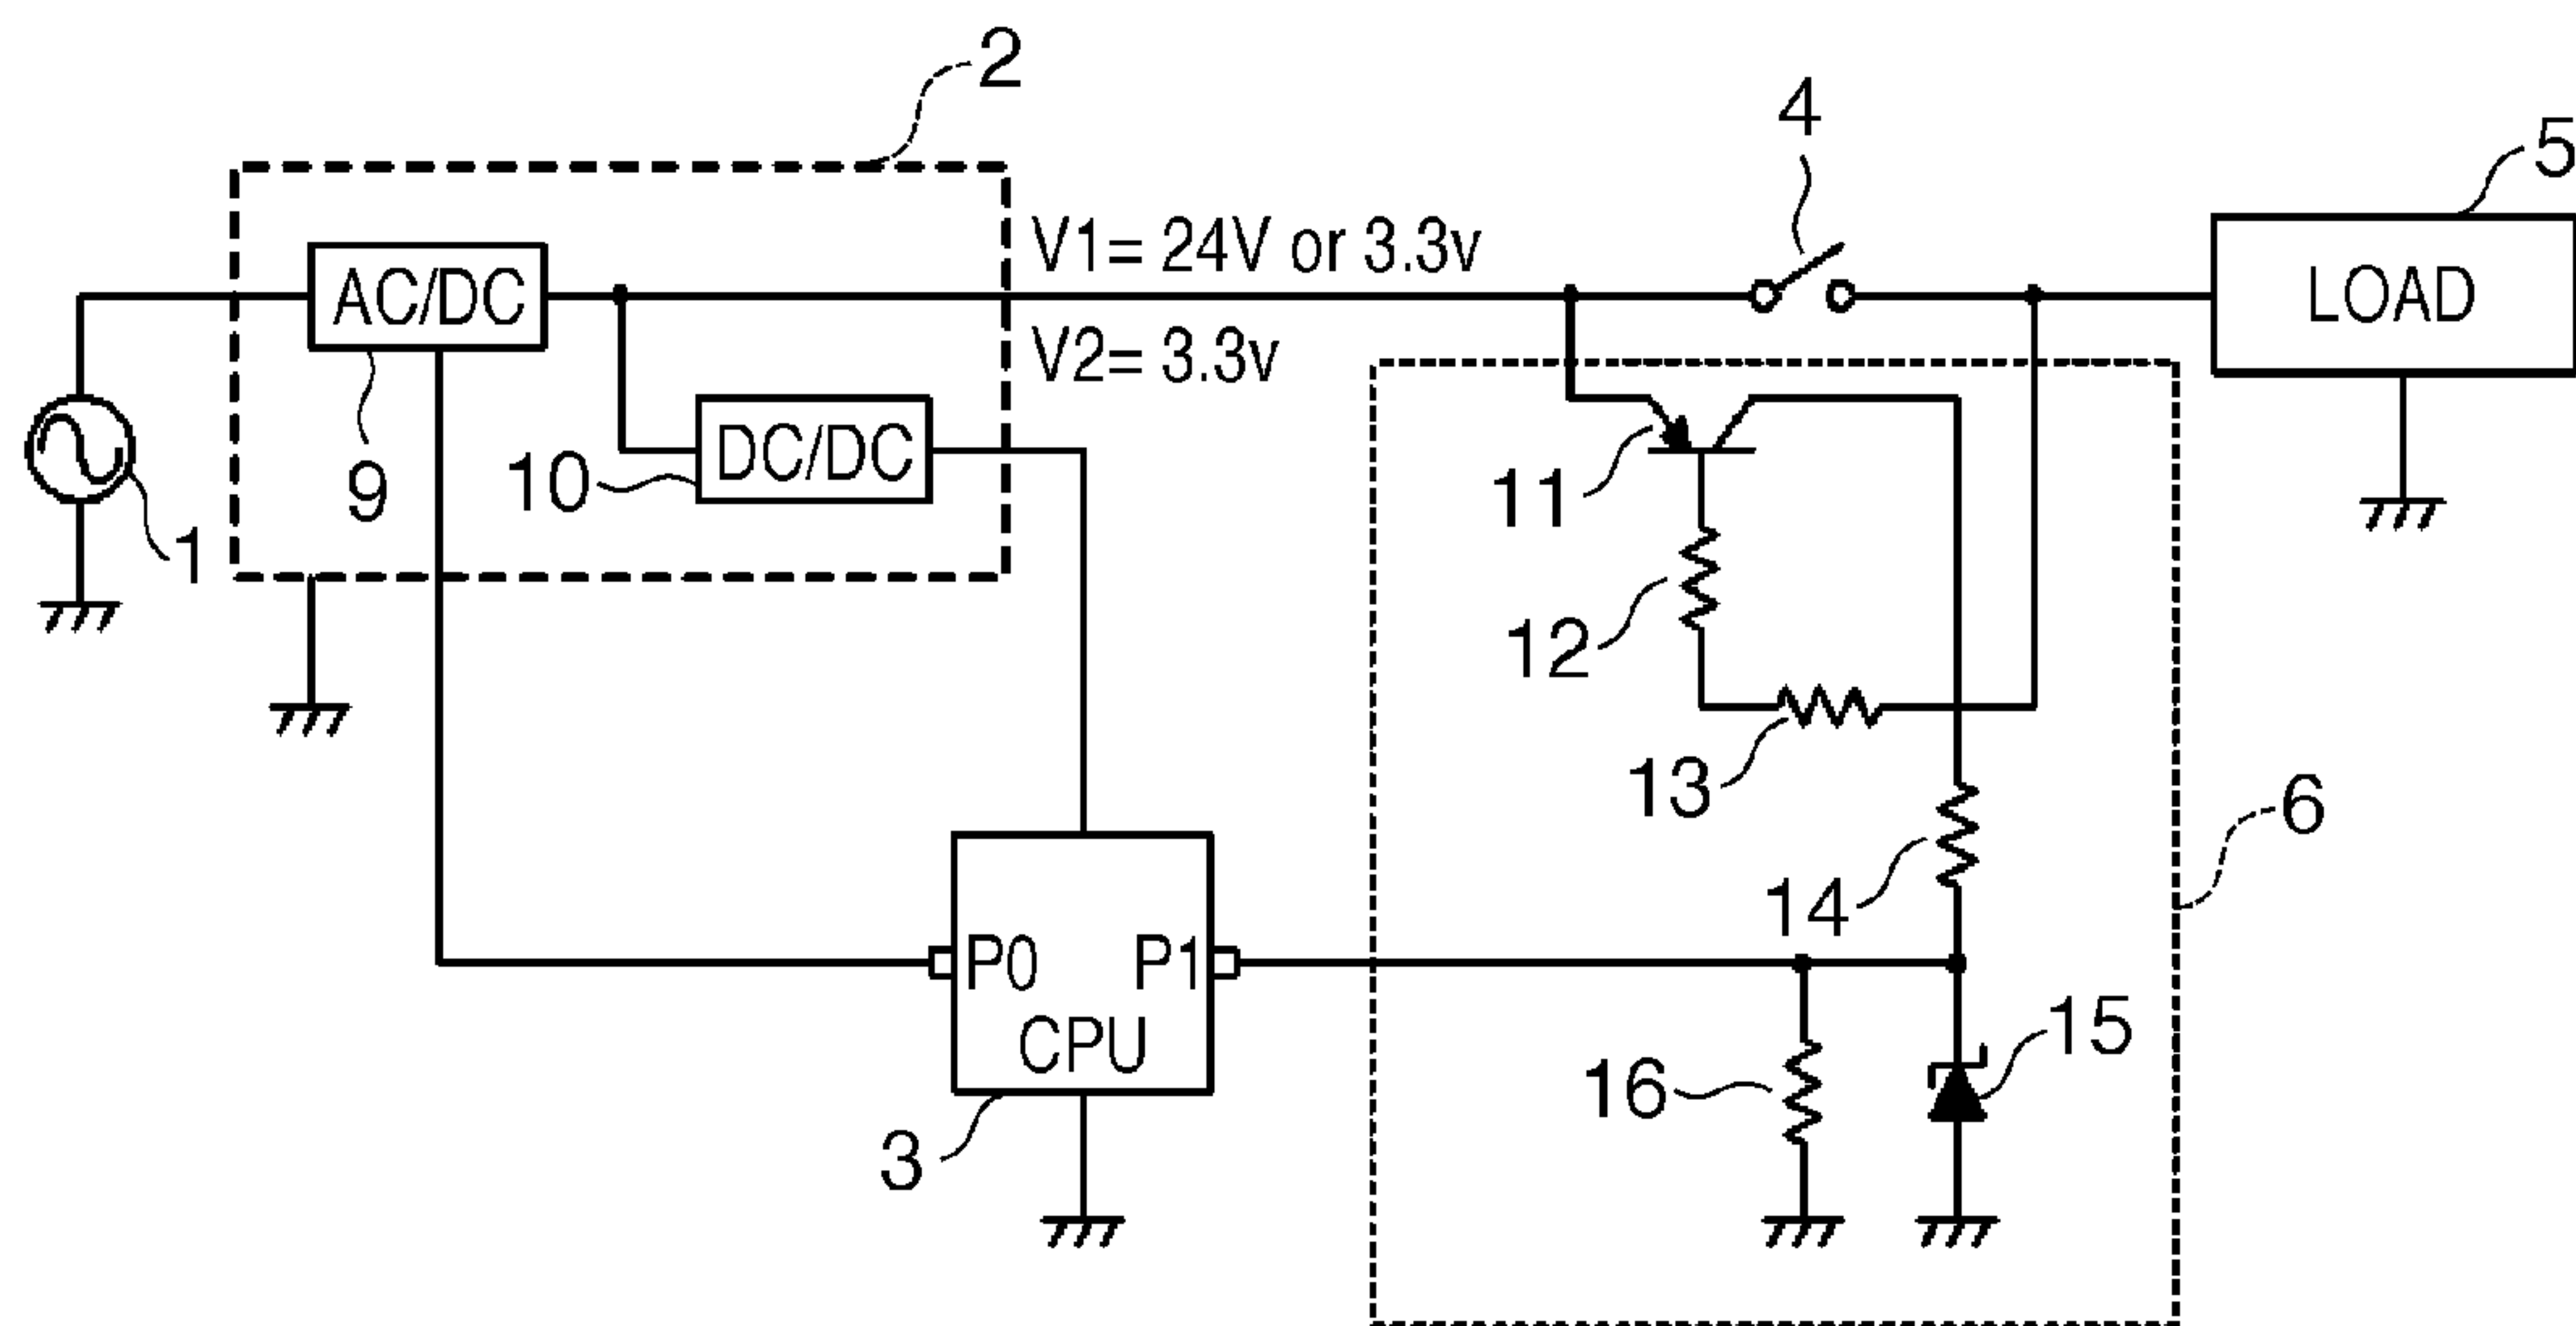 2
4
5
V1= 24V or 3.3v
AC/DC
LOAD
V2= 3.3v
DC/DC
11
9
10
1
12
13
6
14
P0
P1
CPU
15
16
3